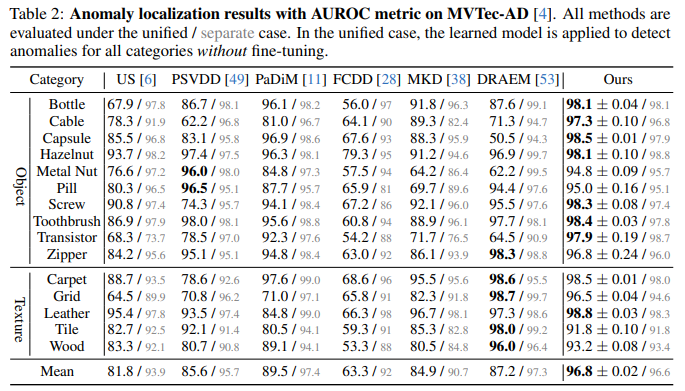 Table 2: Anomaly localization results with AUROC metric on MVTec-AD [4]. All methods are
evaluated under the unified / separate case. In the unified case, the learned model is applied to detect
anomalies for all categories without fine-tuning.
Category US [6] PSVDD [49] PaDiM [11] FCDD [28] MKD [38] DRAEM [53] Ours
Object
Bottle 67.9 / 97.8 86.7 / 98.1 96.1 / 98.2 56.0 / 97 91.8 / 96.3 87.6 / 99.1 98.1 ± 0.04 / 98.1
Cable 78.3 / 91.9 62.2 / 96.8 81.0 / 96.7 64.1 / 90 89.3 / 82.4 71.3 / 94.7 97.3 ± 0.10 / 96.8
Capsule 85.5 / 96.8 83.1 / 95.8 96.9 / 98.6 67.6 / 93 88.3 / 95.9 50.5 / 94.3 98.5 ± 0.01 / 97.9
Hazelnut 93.7 / 98.2 97.4 / 97.5 96.3 / 98.1 79.3 / 95 91.2 / 94.6 96.9 / 99.7 98.1 ± 0.10 / 98.8
Metal Nut 76.6 / 97.2 96.0 / 98.0 84.8 / 97.3 57.5 / 94 64.2 / 86.4 62.2 / 99.5 94.8 ± 0.09 / 95.7
Pill 80.3 / 96.5 96.5 / 95.1 87.7 / 95.7 65.9 / 81 69.7 / 89.6 94.4 / 97.6 95.0 ± 0.16 / 95.1
Screw 90.8 / 97.4 74.3 / 95.7 94.1 / 98.4 67.2 / 86 92.1 / 96.0 95.5 / 97.6 98.3 ± 0.08 / 97.4
Toothbrush 86.9 / 97.9 98.0 / 98.1 95.6 / 98.8 60.8 / 94 88.9 / 96.1 97.7 / 98.1 98.4 ± 0.03 / 97.8
Transistor 68.3 / 73.7 78.5 / 97.0 92.3 / 97.6 54.2 / 88 71.7 / 76.5 64.5 / 90.9 97.9 ± 0.19 / 98.7
Zipper 84.2 / 95.6 95.1 / 95.1 94.8 / 98.4 63.0 / 92 86.1 / 93.9 98.3 / 98.8 96.8 ± 0.24 / 96.0
Texture
Carpet 88.7 / 93.5 78.6 / 92.6 97.6 / 99.0 68.6 / 96 95.5 / 95.6 98.6 / 95.5 98.5 ± 0.01 / 98.0
Grid 64.5 / 89.9 70.8 / 96.2 71.0 / 97.1 65.8 / 91 82.3 / 91.8 98.7 / 99.7 96.5 ± 0.04 / 94.6
Leather 95.4 / 97.8 93.5 / 97.4 84.8 / 99.0 66.3 / 98 96.7 / 98.1 97.3 / 98.6 98.8 ± 0.03 / 98.3
Tile 82.7 / 92.5 92.1 / 91.4 80.5 / 94.1 59.3 / 91 85.3 / 82.8 98.0 / 99.2 91.8 ± 0.10 / 91.8
Wood 83.3 / 92.1 80.7 / 90.8 89.1 / 94.1 53.3 / 88 80.5 / 84.8 96.0 / 96.4 93.2 ± 0.08 / 93.4
Mean 81.8 / 93.9 85.6 / 95.7 89.5 / 97.4 63.3 / 92 84.9 / 90.7 87.2 / 97.3 96.8 ± 0.02 / 96.6